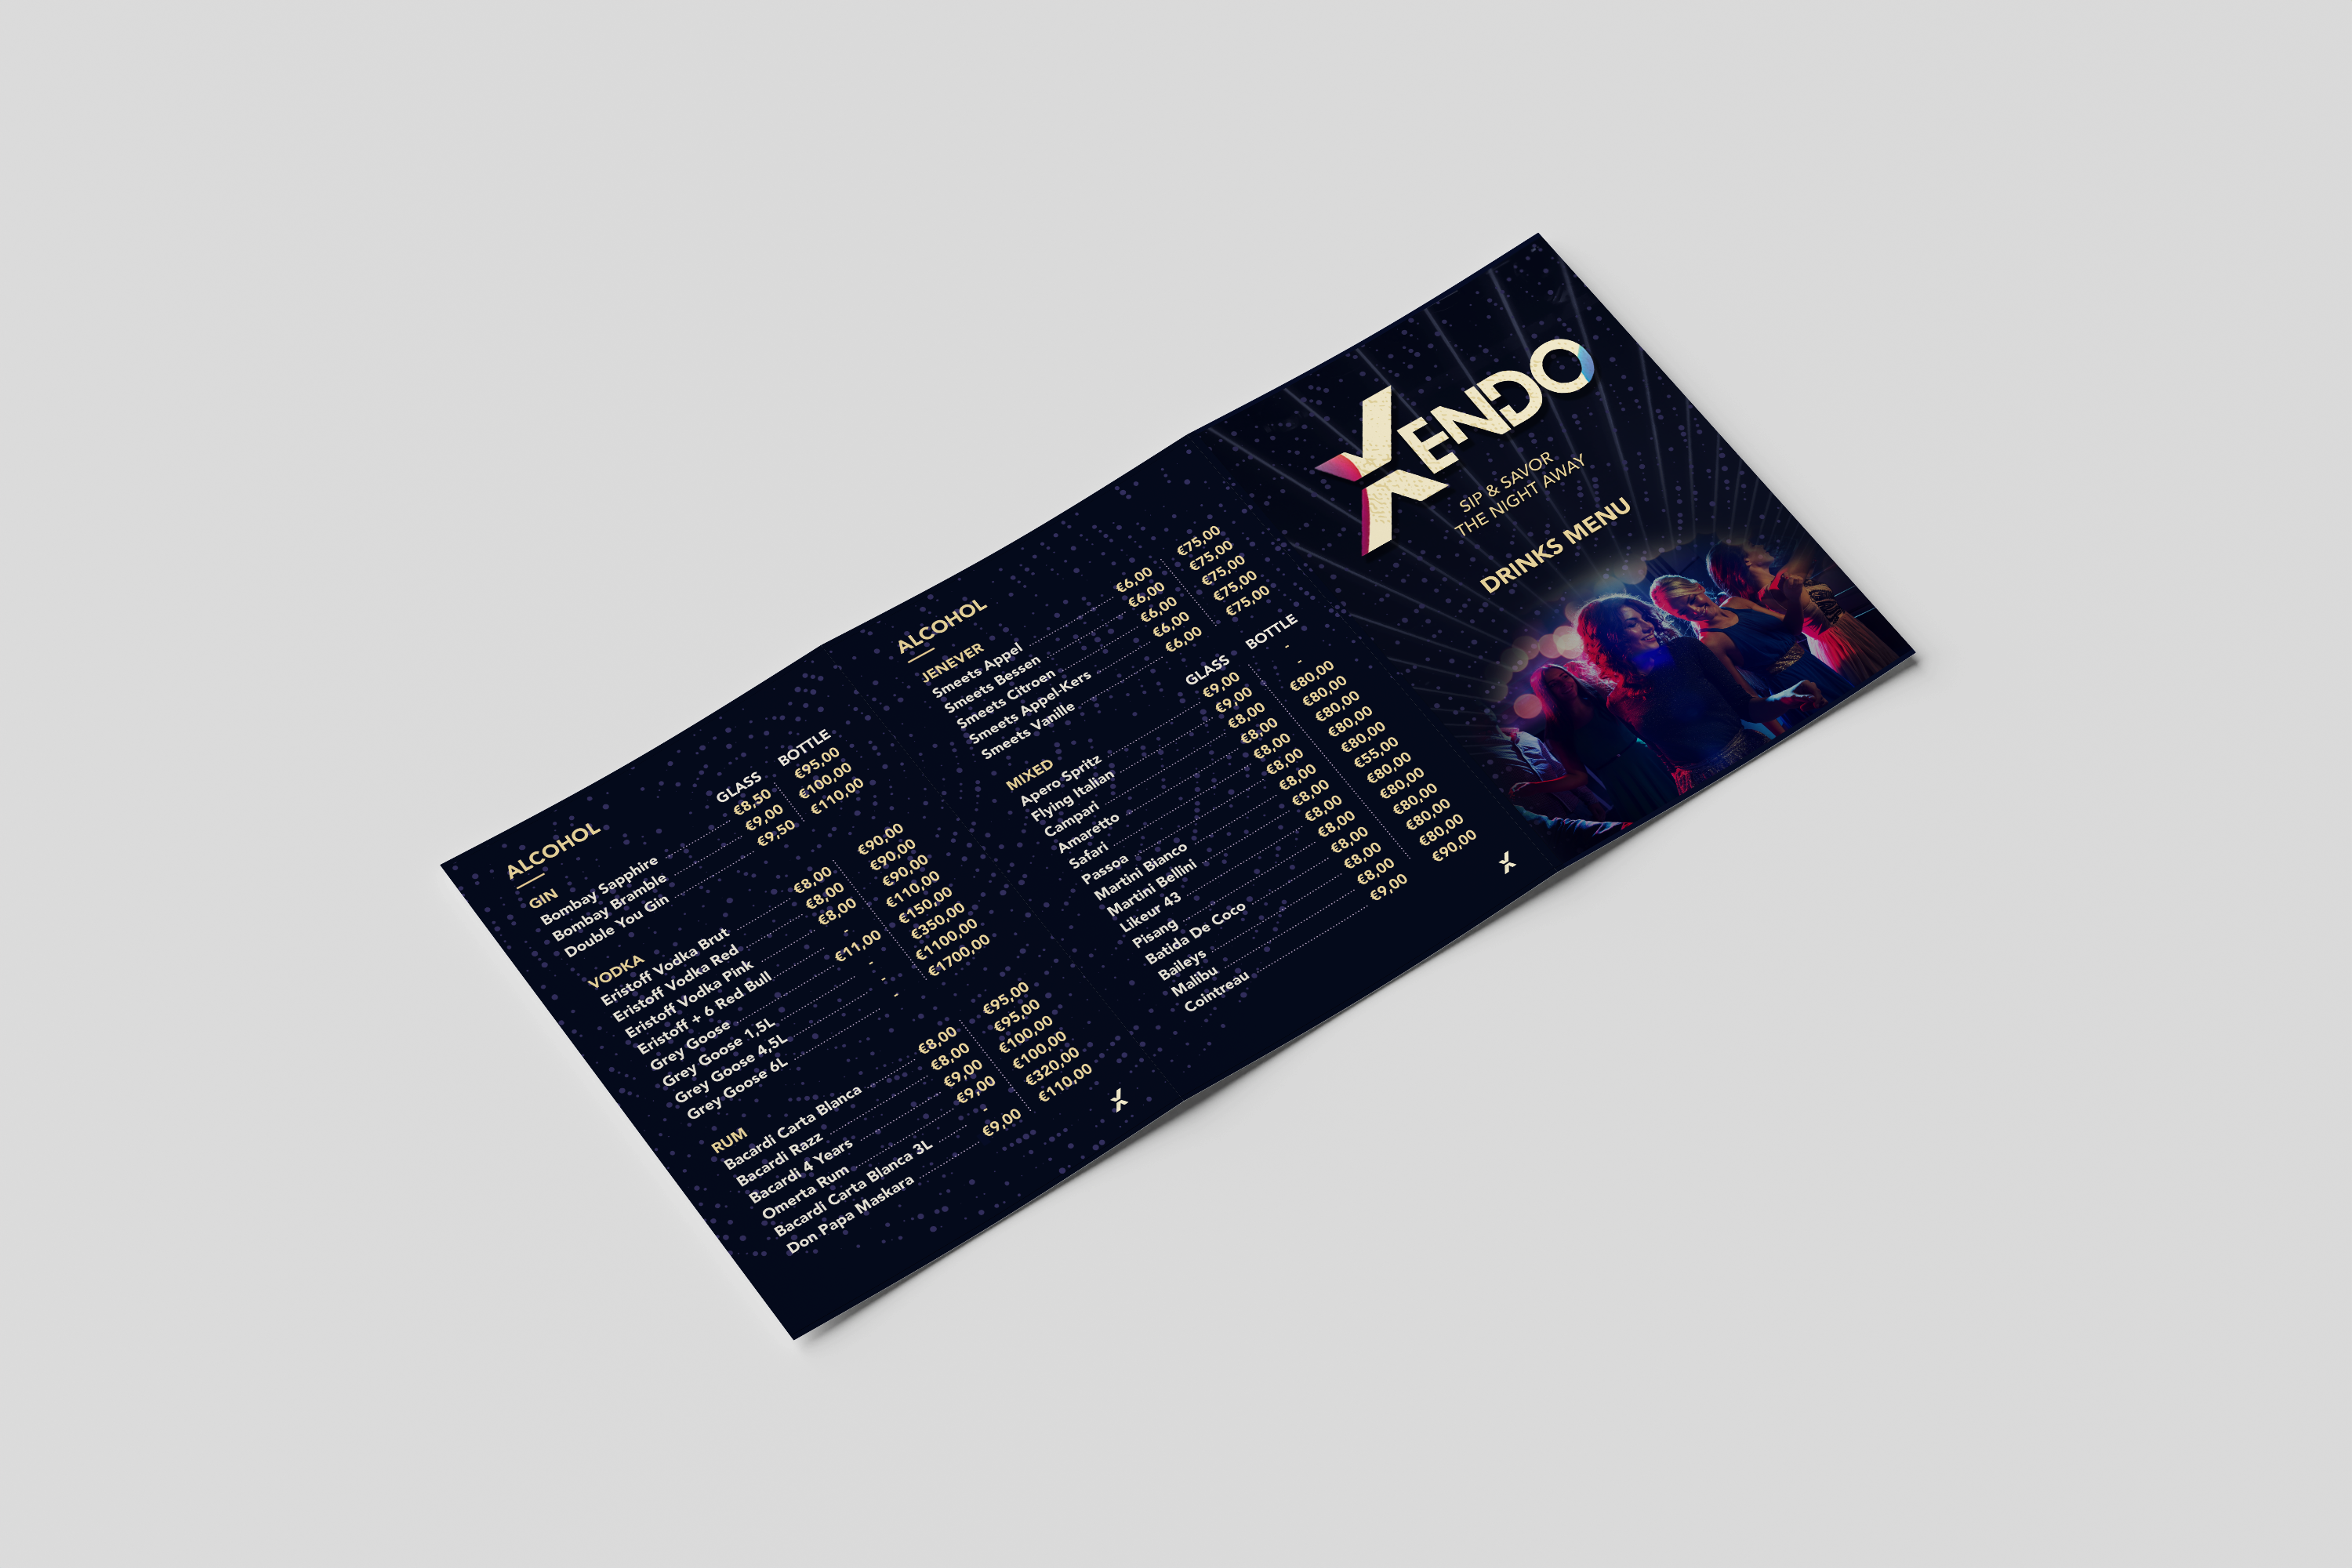 ALCOHOL
GLASS BOTTLE
GIN
Bombay Sapphire €8,50 €95,00
Bombay Bramble €9,00 €100,00
Double You Gin €9,50 €110,00
VODKA
Eristoff Vodka Brut €8,00 €90,00
Eristoff Vodka Red €8,00 €90,00
Eristoff Vodka Pink €8,00 €90,00
Eristoff + 6 Red Bull - €110,00
Grey Goose €11,00 €150,00
Grey Goose 1,5L - €350,00
Grey Goose 4,5L - €1100,00
Grey Goose 6L - €1700,00
RUM
Bacardi Carta Blanca €8,00 €95,00
Bacardi Razz €8,00 €95,00
Bacardi 4 Years €9,00 €100,00
Omerta Rum €9,00 €100,00
Bacardi Carta Blanca 3L - €320,00
Don Papa Maskara €9,00 €110,00
ALCOHOL
JENEVER
Smeets Appel €6,00 €75,00
Smeets Bessen €6,00 €75,00
Smeets Citroen €6,00 €75,00
Smeets Appel-Kers €6,00 €75,00
Smeets Vanille €6,00 €75,00
GLASS BOTTLE
MIXED
Apero Spritz €9,00 -
Flying Italian €9,00 -
Campari €8,00 €80,00
Amaretto €8,00 €80,00
Safari €8,00 €80,00
Passoa €8,00 €80,00
Martini Bianco €8,00 €80,00
Martini Bellini €8,00 €55,00
Likeur 43 €8,00 €80,00
Pisang €8,00 €80,00
Batida De Coco €8,00 €80,00
Baileys €8,00 €80,00
Malibu €8,00 €80,00
Cointreau €9,00 €90,00
XENDO
SIP & SAVOR
THE NIGHT AWAY
DRINKS MENU